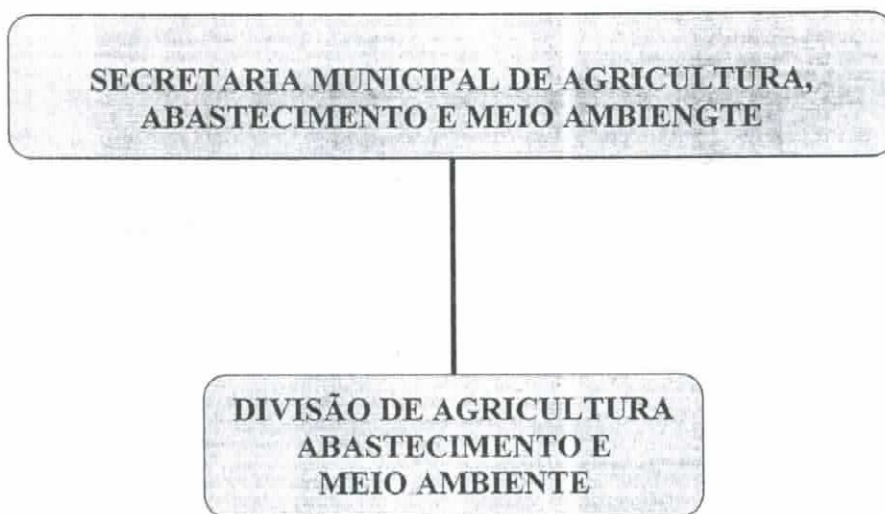 SECRETARIA MUNICIPAL DE AGRICULTURA,
ABASTECIMENTO E MEIO AMBIENGTE
DIVISÃO DE AGRICULTURA
ABASTECIMENTO E
MEIO AMBIENTE